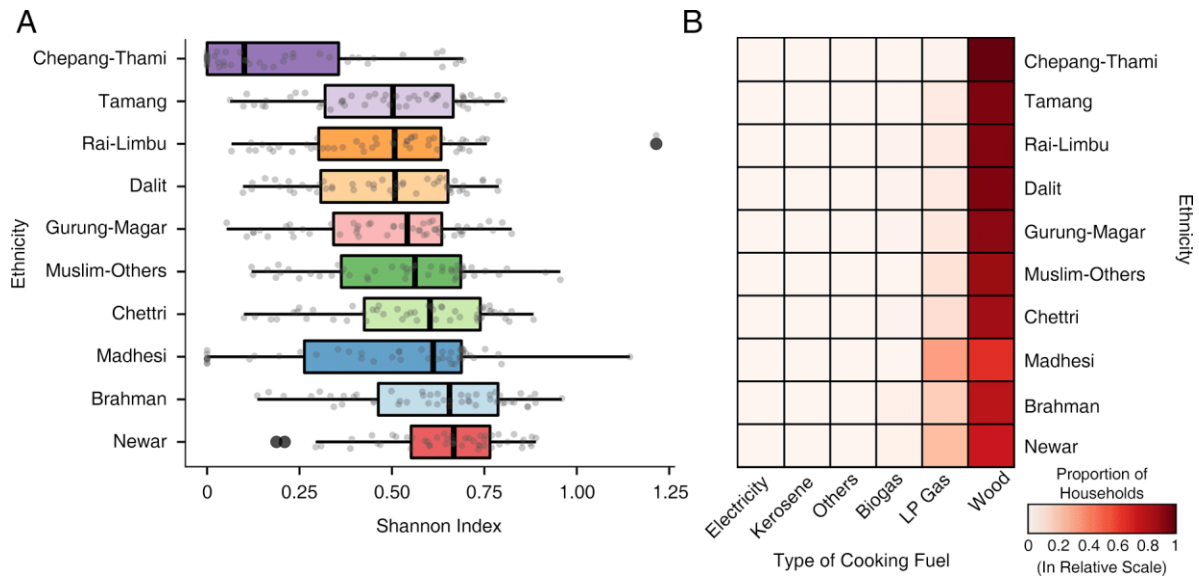 A
Chepang-Thami
Tamang
Rai-Limbu
Dalit
Gurung-Magar
Muslim-Others
Chettri
Madhesi
Brahman
Newar
Ethnicity
0 0.25 0.50 0.75 1.00 1.25
Shannon Index
B
Chepang-Thami
Tamang
Rai-Limbu
Dalit
Gurung-Magar
Muslim-Others
Chettri
Madhesi
Brahman
Newar
Ethnicity
Electricity
Kerosene
Others
Biogas
LP Gas
Wood
Type of Cooking Fuel
Proportion of
Households
0 0.2 0.4 0.6 0.8 1
(In Relative Scale)